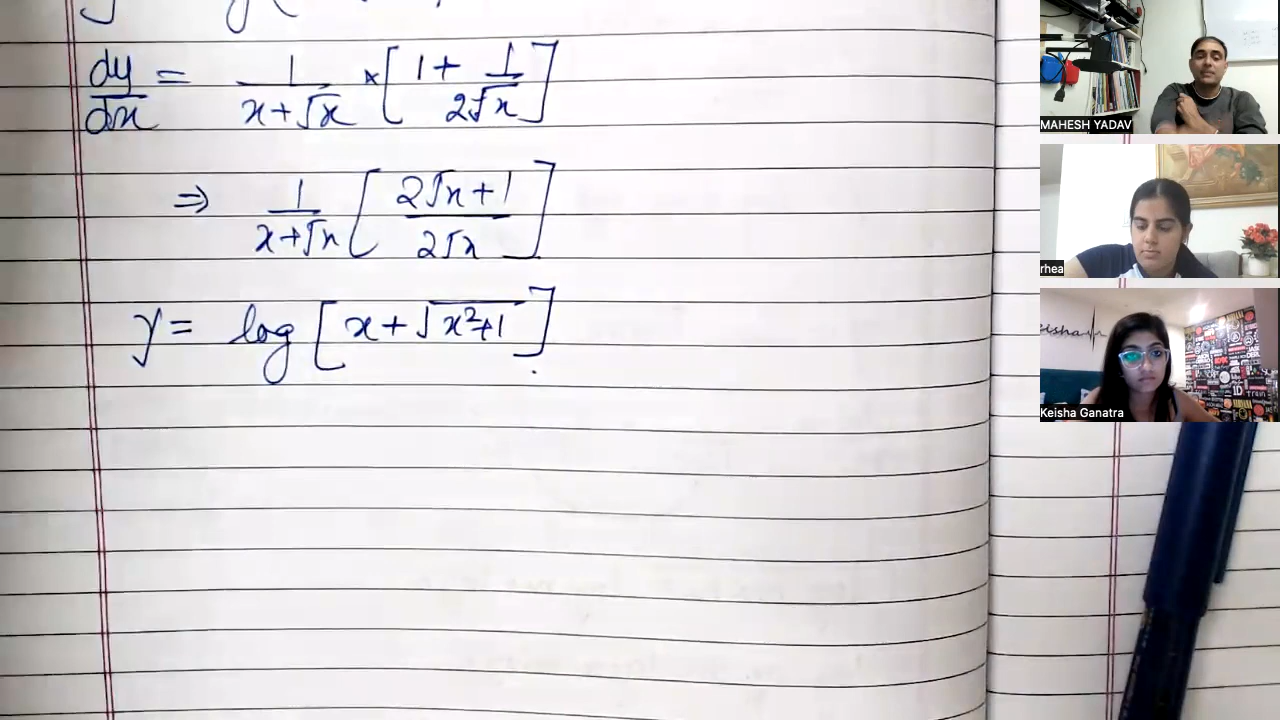 dy/dx = 1/(x+√x) × [1 + 1/(2√x)]
⇒ 1/(x+√x) [(2√x+1)/(2√x)]
y = log [x + √(x²+1)]
MAHESH YADAV
rhea
Keisha Ganatra